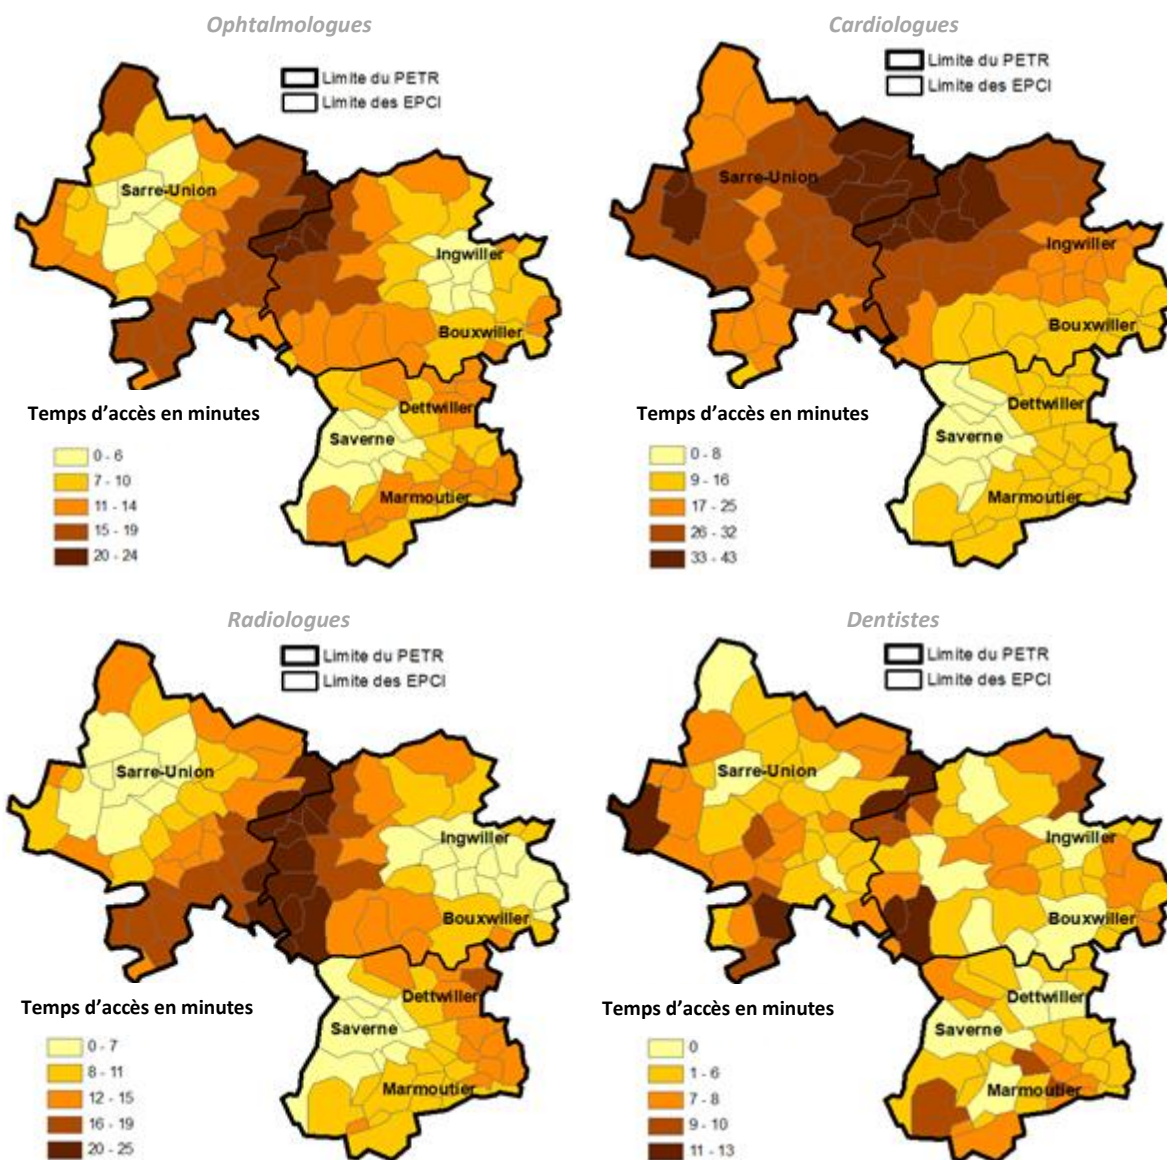 Ophtalmologues
Limite du PETR
Limite des EPCI
Sarre-Union
Ingwiller
Bouxwiller
Dettwiller
Saverne
Marmoutier
Temps d’accès en minutes
0 - 6
7 - 10
11 - 14
15 - 19
20 - 24
Cardiologues
Limite du PETR
Limite des EPCI
Sarre-Union
Ingwiller
Bouxwiller
Dettwiller
Saverne
Marmoutier
Temps d’accès en minutes
0 - 8
9 - 16
17 - 25
26 - 32
33 - 43
Radiologues
Limite du PETR
Limite des EPCI
Sarre-Union
Ingwiller
Bouxwiller
Dettwiller
Saverne
Marmoutier
Temps d’accès en minutes
0 - 7
8 - 11
12 - 15
16 - 19
20 - 25
Dentistes
Limite du PETR
Limite des EPCI
Sarre-Union
Ingwiller
Bouxwiller
Dettwiller
Saverne
Marmoutier
Temps d’accès en minutes
0
1 - 6
7 - 8
9 - 10
11 - 13